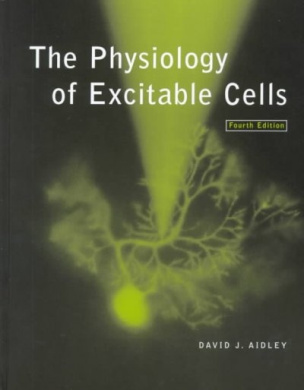 The Physiology
of Excitable Cells
Fourth Edition
DAVID J. AIDLEY